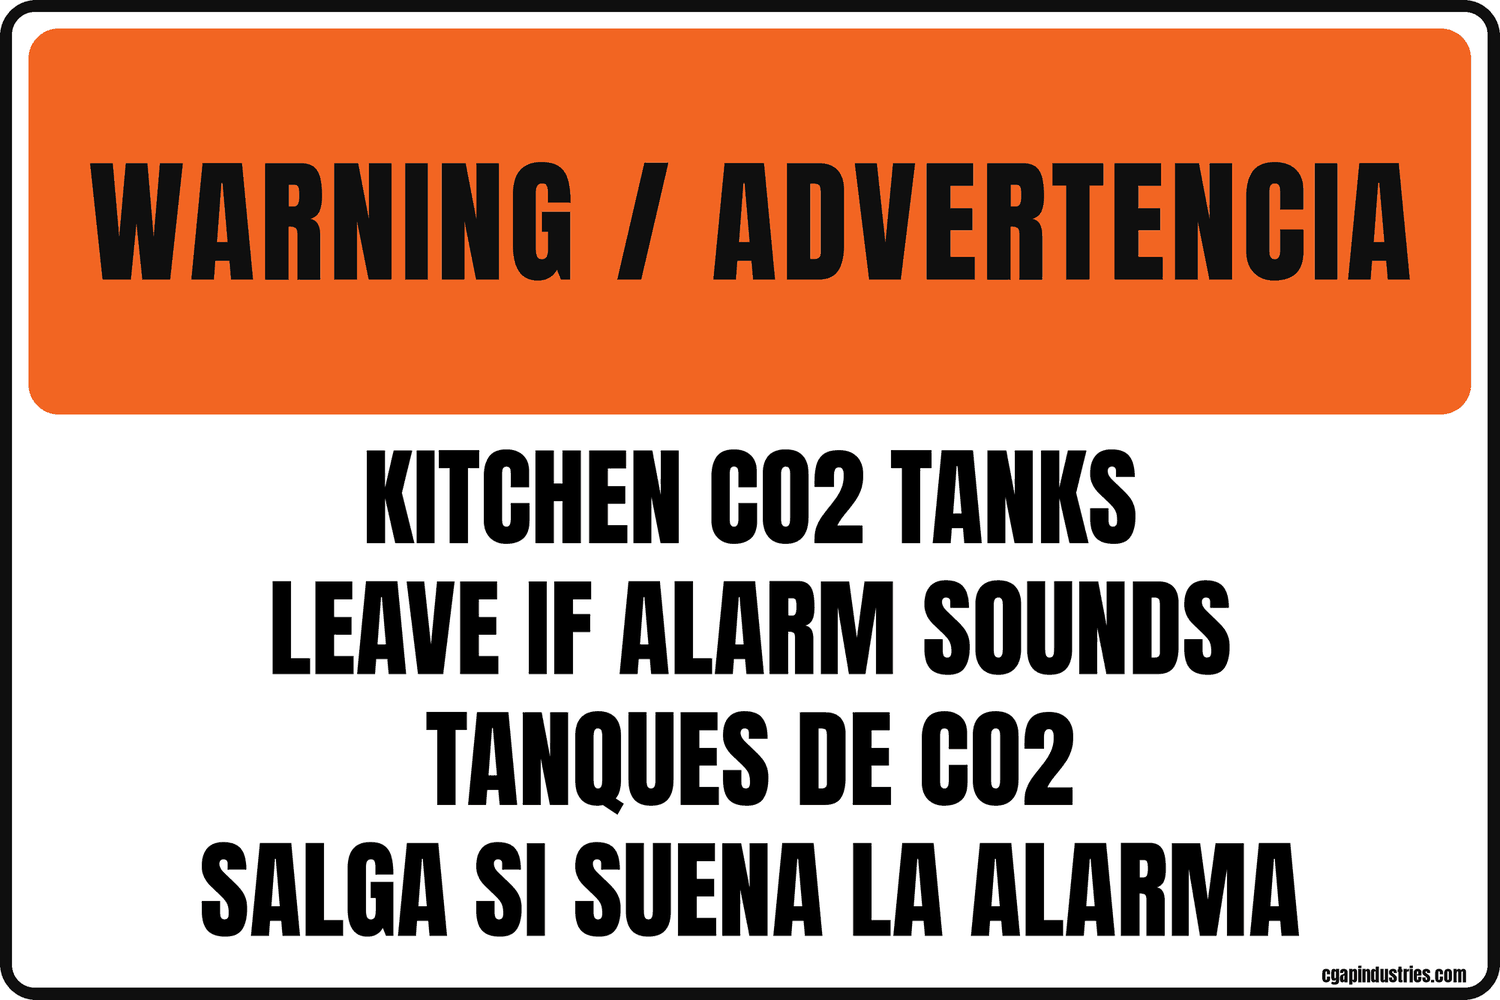 WARNING / ADVERTENCIA
KITCHEN CO2 TANKS
LEAVE IF ALARM SOUNDS
TANQUES DE CO2
SALGA SI SUENA LA ALARMA
cgapindustries.com